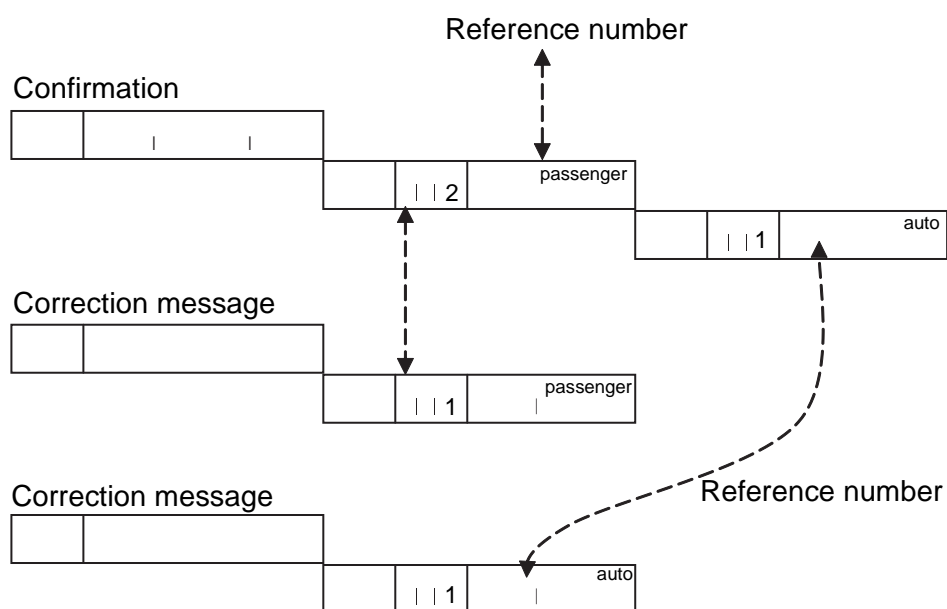 Reference number
Confirmation
passenger
2
auto
1
Correction message
passenger
1
Correction message
Reference number
auto
1